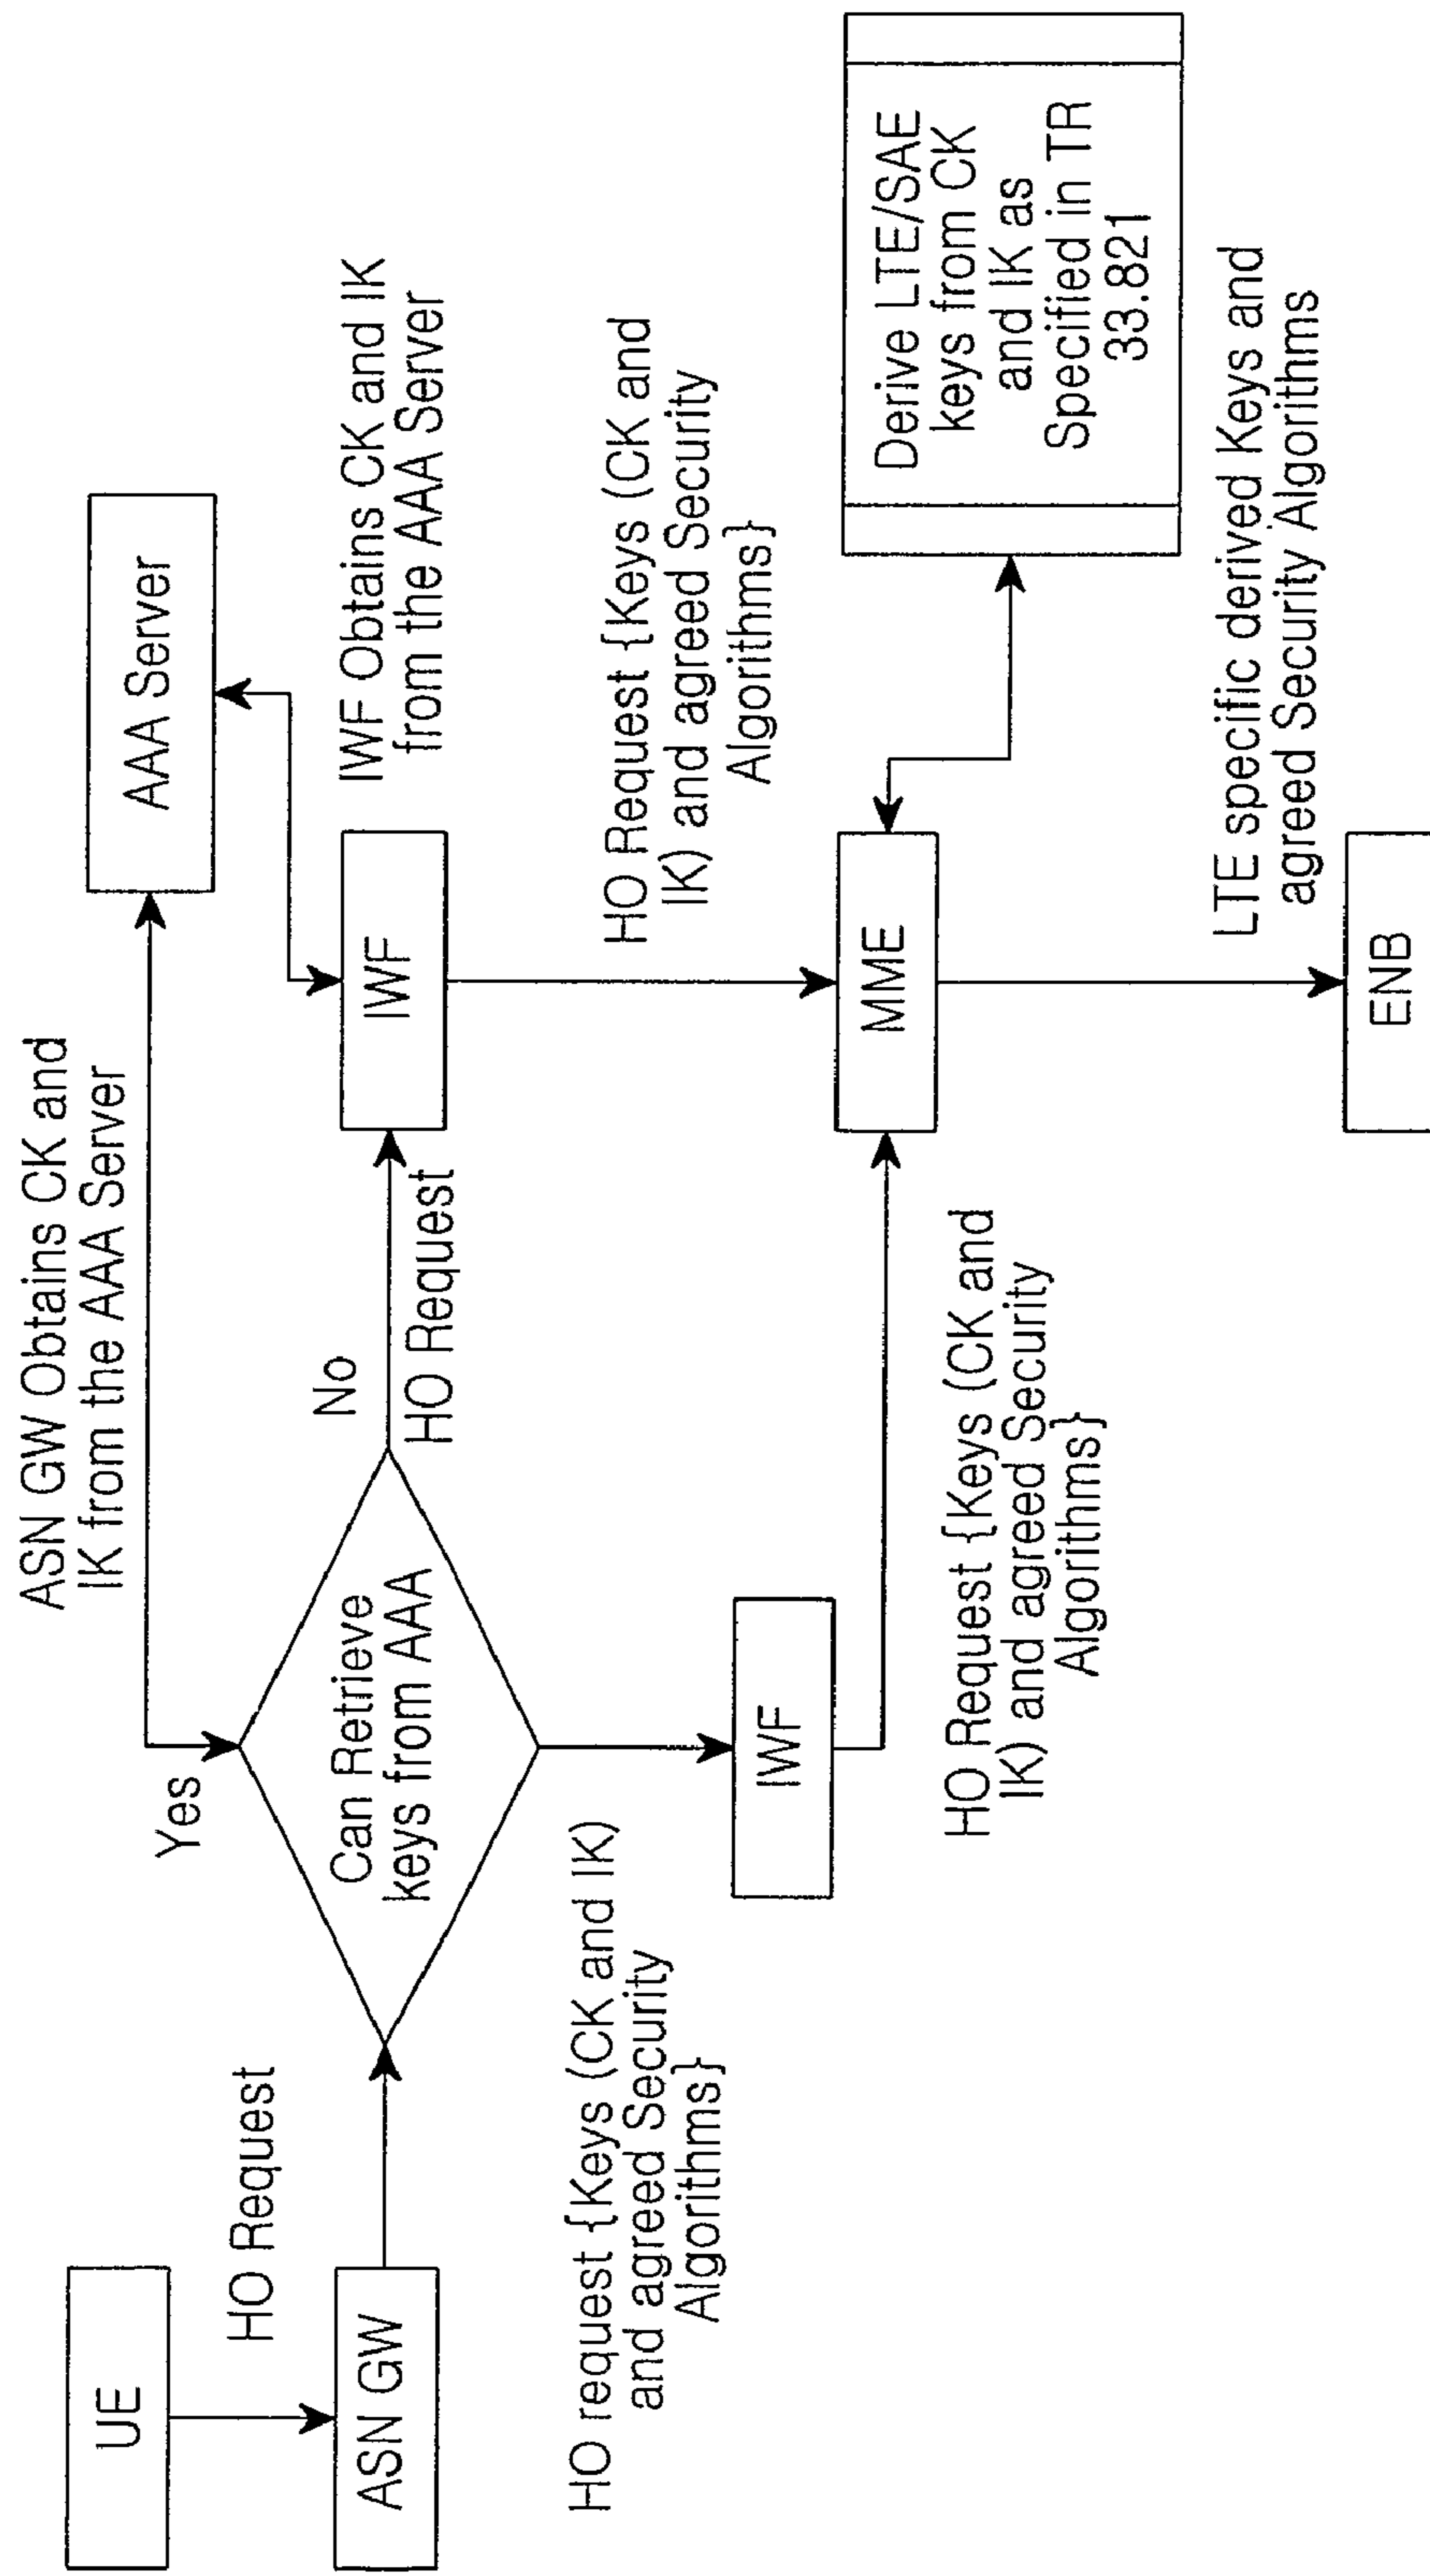 UE
HO Request
ASN GW
Can Retrieve
keys from AAA
Yes
ASN GW Obtains CK and
IK from the AAA Server
AAA Server
No
HO Request
IWF
IWF Obtains CK and IK
from the AAA Server
HO request {Keys (CK and IK)
and agreed Security
Algorithms}
IWF
HO Request {Keys (CK and
IK) and agreed Security
Algorithms}
HO Request {Keys (CK and
IK) and agreed Security
Algorithms}
MME
Derive LTE/SAE
keys from CK
and IK as
Specified in TR
33.821
LTE specific derived Keys and
agreed Security Algorithms
ENB